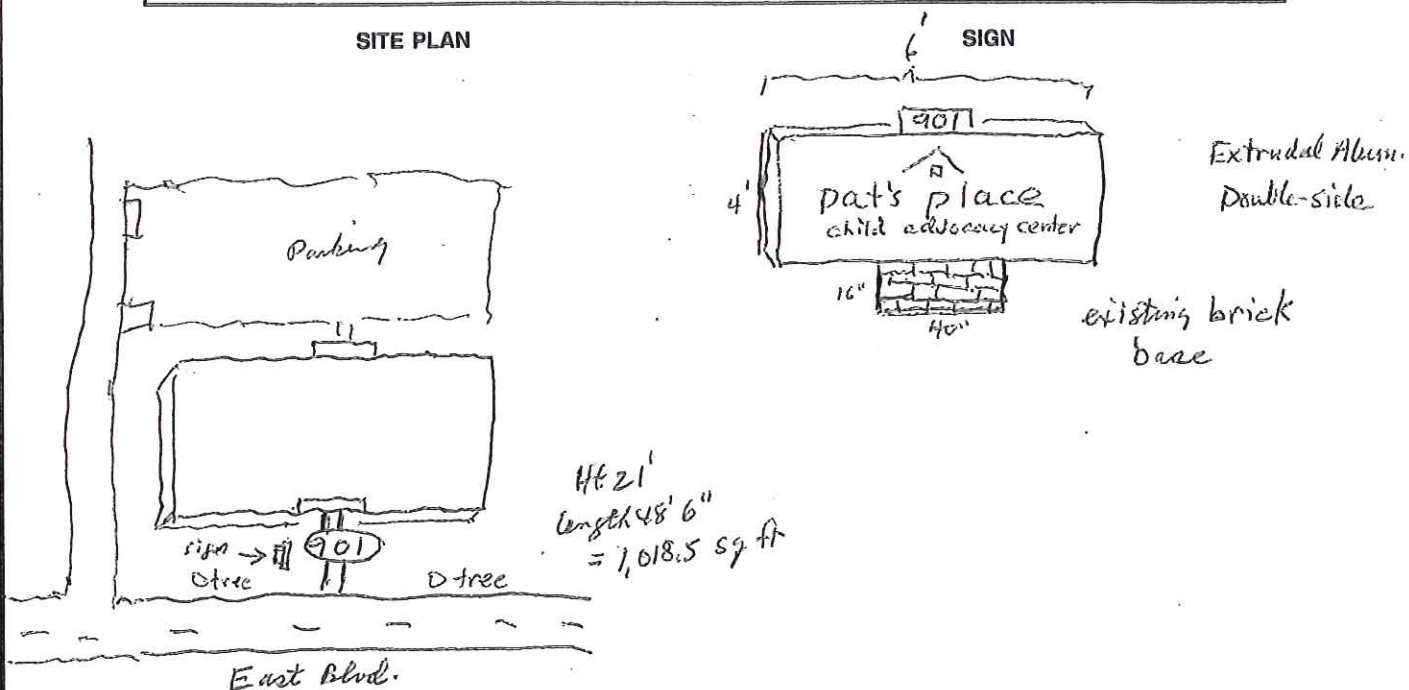 SITE PLAN
SIGN
6'
901
4'
pat's place
child advocacy center
16"
40"
Extrudal Alum.
Double-side
existing brick
base
Parking
Ht 21'
length 48' 6"
= 1,018.5 sq ft
sign →
901
tree
tree
East Blvd.